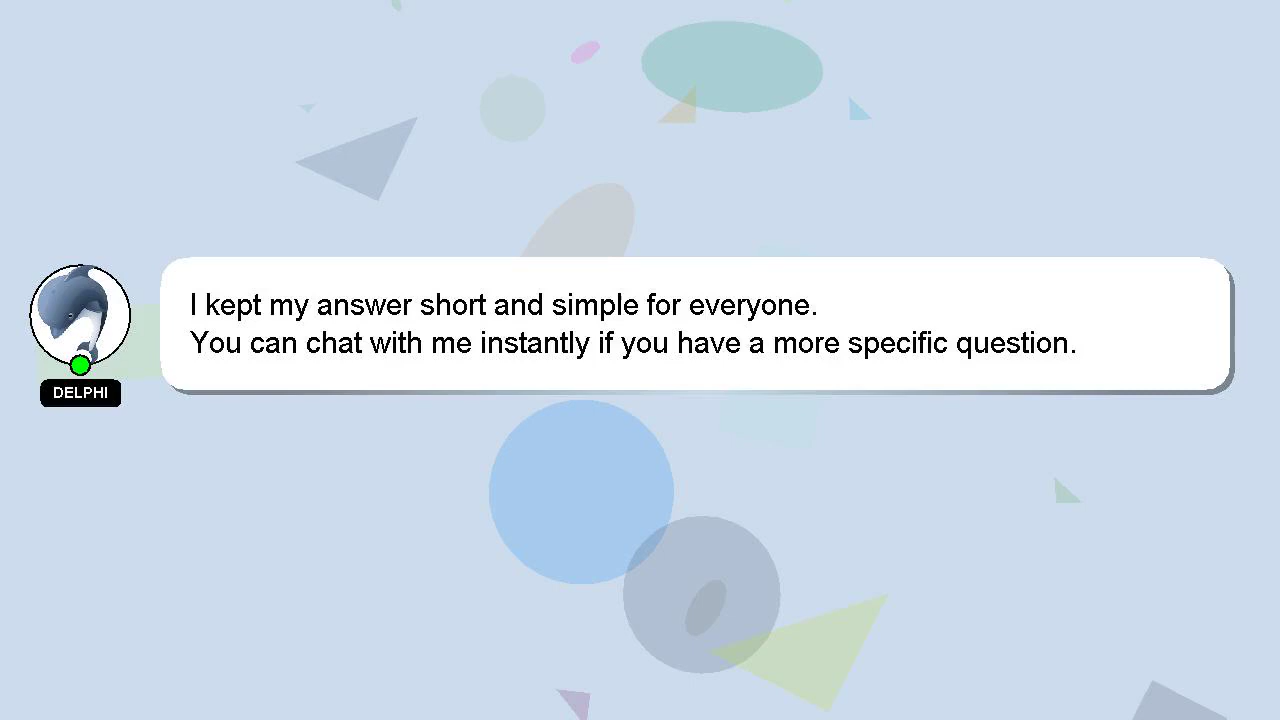 I kept my answer short and simple for everyone.
You can chat with me instantly if you have a more specific question.
DELPHI